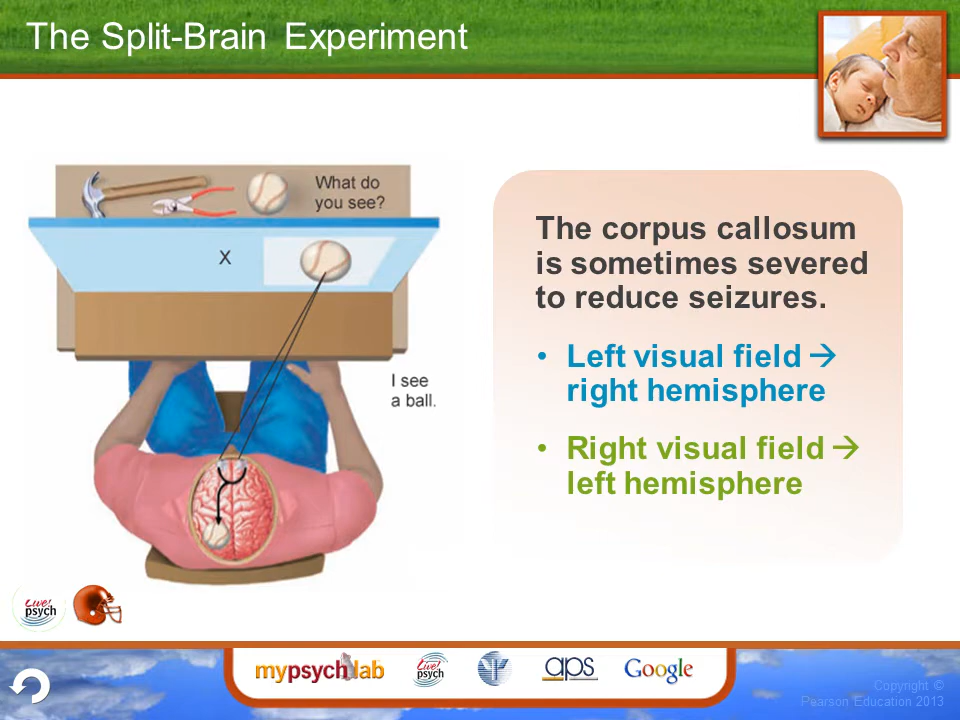 The Split-Brain Experiment
What do
you see?
X
I see
a ball.
The corpus callosum
is sometimes severed
to reduce seizures.
• Left visual field →
right hemisphere
• Right visual field →
left hemisphere
Live!
psych
mypsychlab
Live!
psych
aps
Google
Copyright ©
Pearson Education 2013